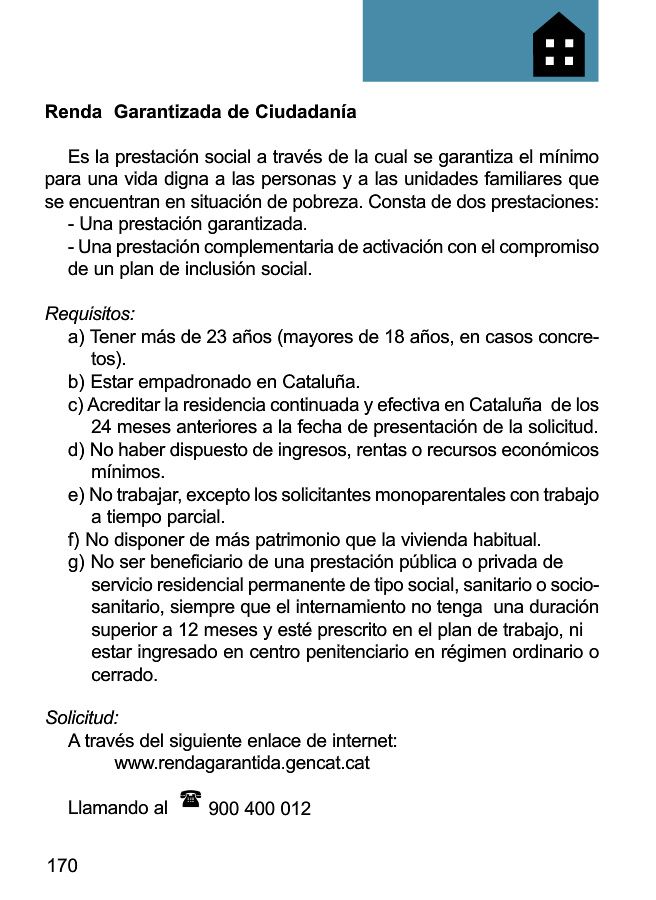 Renda  Garantizada de Ciudadanía
Es la prestación social a través de la cual se garantiza el mínimo
para una vida digna a las personas y a las unidades familiares que
se encuentran en situación de pobreza. Consta de dos prestaciones:
- Una prestación garantizada.
- Una prestación complementaria de activación con el compromiso
de un plan de inclusión social.
Requisitos:
a) Tener más de 23 años (mayores de 18 años, en casos concre-
tos).
b) Estar empadronado en Cataluña.
c) Acreditar la residencia continuada y efectiva en Cataluña  de los
24 meses anteriores a la fecha de presentación de la solicitud.
d) No haber dispuesto de ingresos, rentas o recursos económicos
mínimos.
e) No trabajar, excepto los solicitantes monoparentales con trabajo
a tiempo parcial.
f) No disponer de más patrimonio que la vivienda habitual.
g) No ser beneficiario de una prestación pública o privada de
servicio residencial permanente de tipo social, sanitario o socio-
sanitario, siempre que el internamiento no tenga  una duración
superior a 12 meses y esté prescrito en el plan de trabajo, ni
estar ingresado en centro penitenciario en régimen ordinario o
cerrado.
Solicitud:
A través del siguiente enlace de internet:
www.rendagarantida.gencat.cat
Llamando al ☎ 900 400 012
170